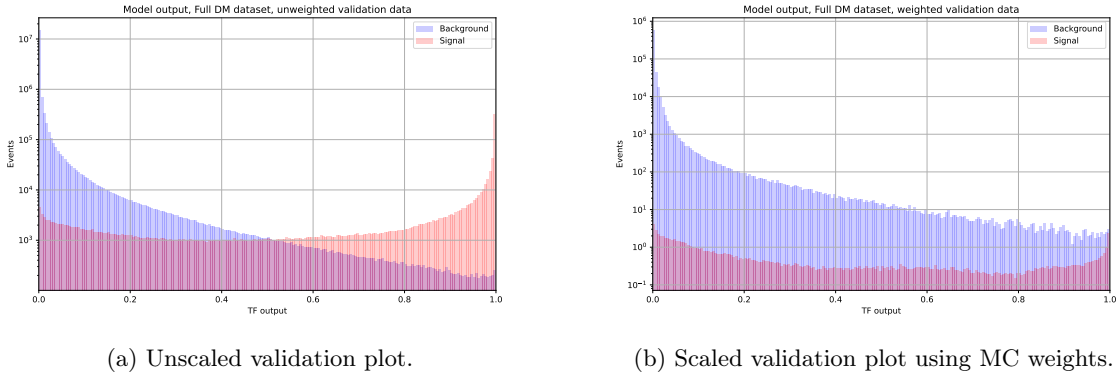 Model output, Full DM dataset, unweighted validation data
Background
Signal
10^7
10^6
10^5
10^4
10^3
Events
0.0 0.2 0.4 0.6 0.8 1.0
TF output
(a) Unscaled validation plot.
Model output, Full DM dataset, weighted validation data
Background
Signal
10^6
10^5
10^4
10^3
10^2
10^1
10^0
10^-1
Events
0.0 0.2 0.4 0.6 0.8 1.0
TF output
(b) Scaled validation plot using MC weights.